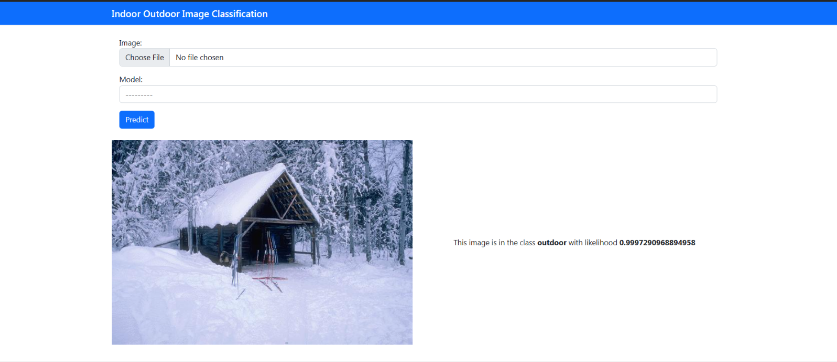 Indoor Outdoor Image Classification
Image:
Choose File No file chosen
Model:
---------
Predict
This image is in the class outdoor with likelihood 0.9997290968894958